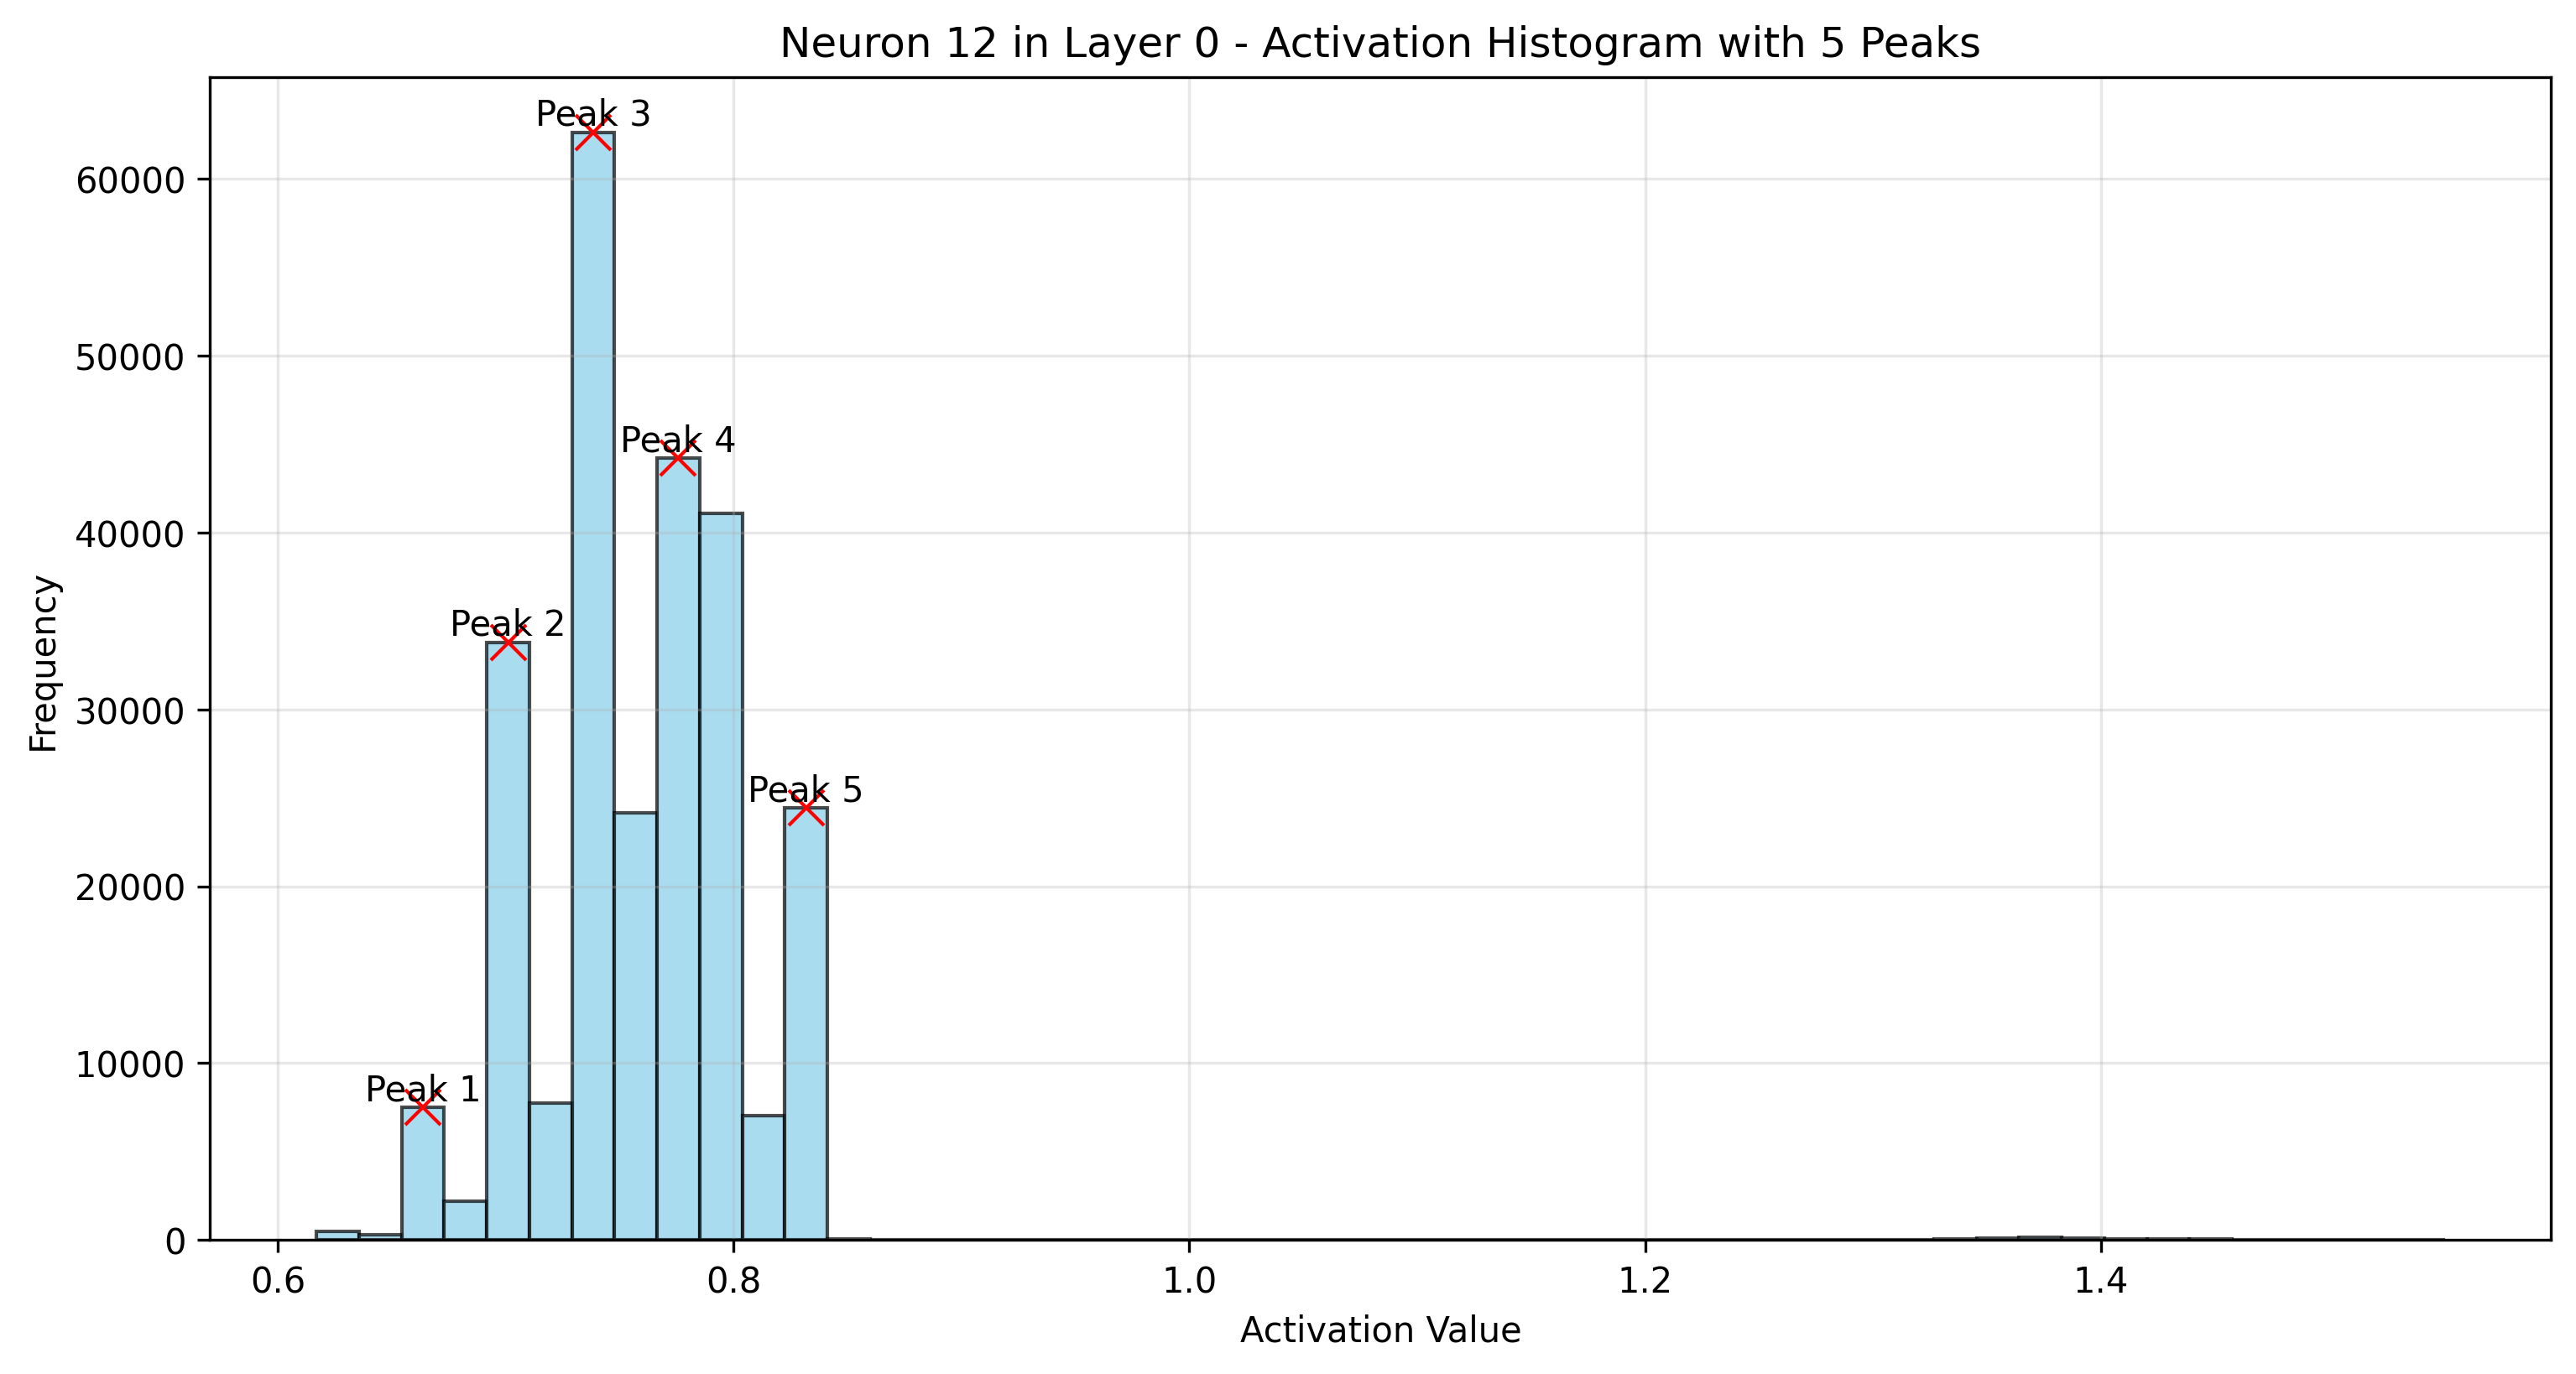 Neuron 12 in Layer 0 - Activation Histogram with 5 Peaks
Peak 3
60000
50000
Peak 4
40000
Frequency
Peak 2
30000
Peak 5
20000
10000
Peak 1
0
0.6 0.8 1.0 1.2 1.4
Activation Value